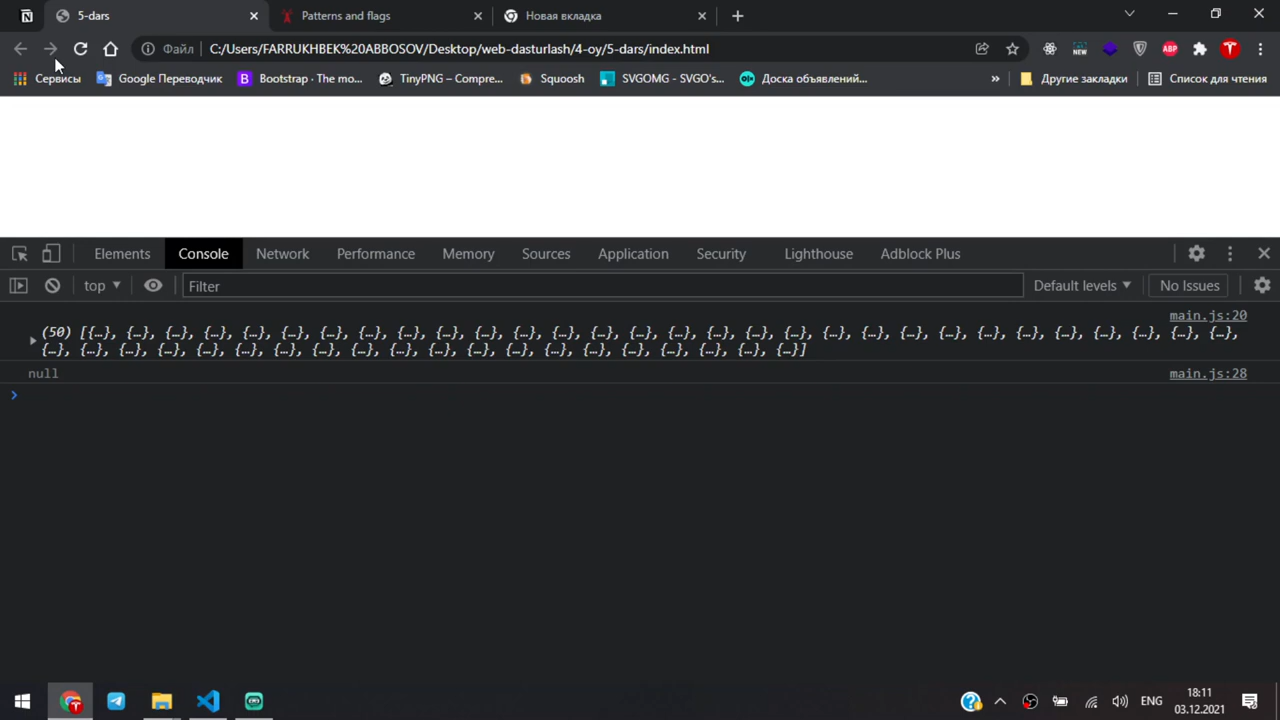 5-dars
Patterns and flags
Новая вкладка
Файл
C:/Users/FARRUKHBEK%20ABBOSOV/Desktop/web-dasturlash/4-oy/5-dars/index.html
NEW
ABP
Сервисы
Google Переводчик
B
Bootstrap - The mo...
TinyPNG – Compre...
Squoosh
SVGOMG - SVGO's...
Доска объявлений...
»
Другие закладки
Список для чтения
Elements
Console
Network
Performance
Memory
Sources
Application
Security
Lighthouse
Adblock Plus
top
Filter
Default levels
No Issues
main.js:20
(50) [{…}, {…}, {…}, {…}, {…}, {…}, {…}, {…}, {…}, {…}, {…}, {…}, {…}, {…}, {…}, {…}, {…}, {…}, {…}, {…}, {…}, {…}, {…}, {…}, {…}, {…}, {…}, {…}, {…}, {…},
{…}, {…}, {…}, {…}, {…}, {…}, {…}, {…}, {…}, {…}, {…}, {…}, {…}, {…}, {…}, {…}, {…}, {…}, {…}, {…}]
null
main.js:28
ENG
18:11
03.12.2021